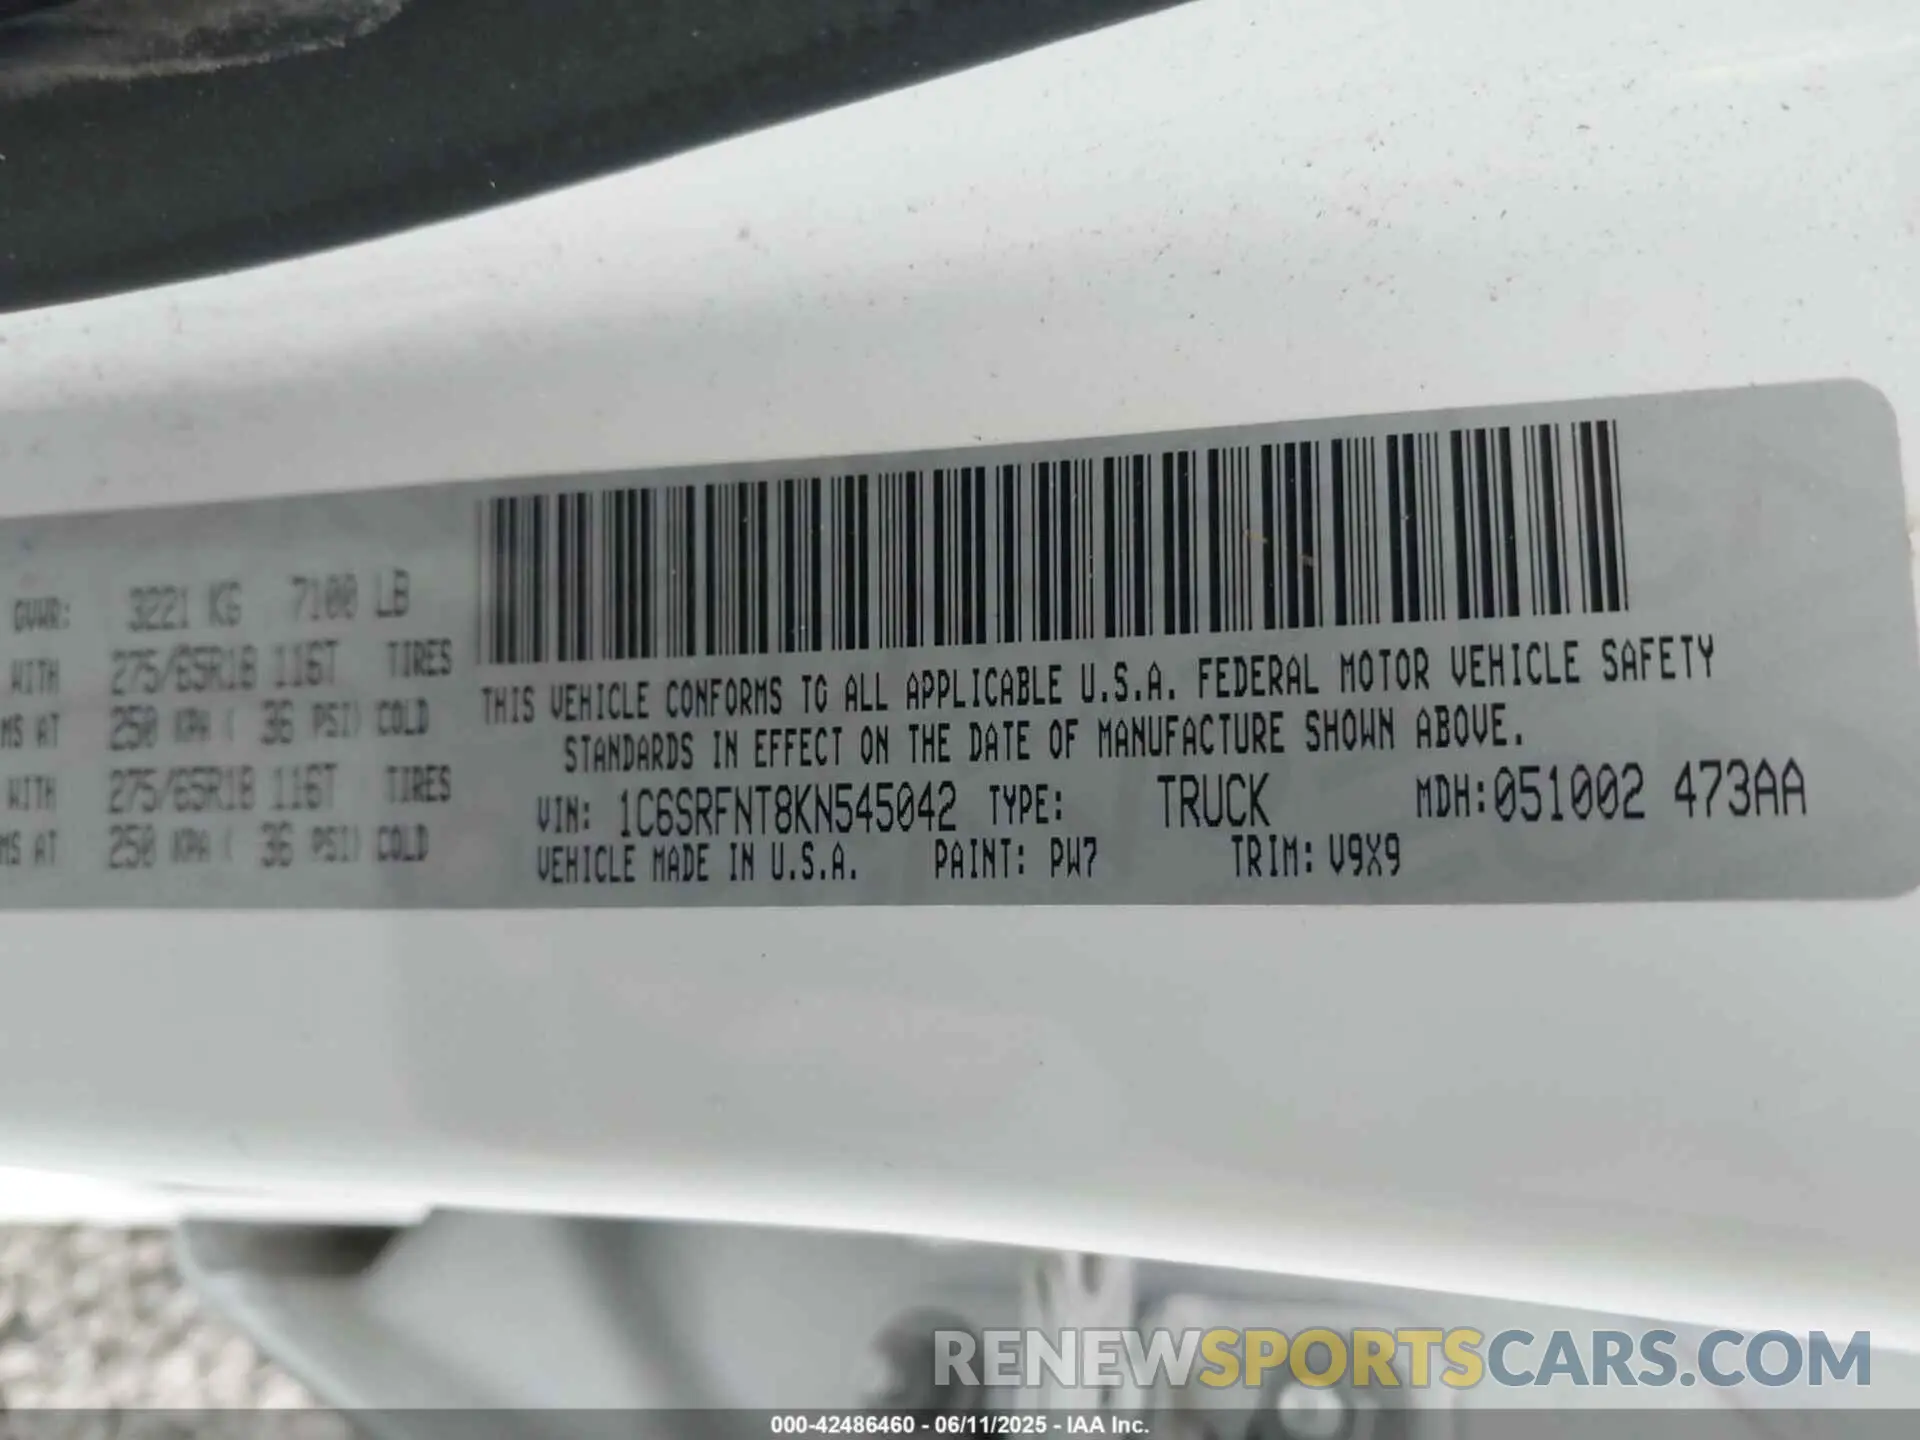 GVWR: 3221 KG 7100 LB
WITH 275/65R18 116T TIRES
MS AT 250 KPA ( 36 PSI) COLD
WITH 275/65R18 116T TIRES
MS AT 250 KPA ( 36 PSI) COLD
THIS VEHICLE CONFORMS TO ALL APPLICABLE U.S.A. FEDERAL MOTOR VEHICLE SAFETY
STANDARDS IN EFFECT ON THE DATE OF MANUFACTURE SHOWN ABOVE.
VIN: 1C6SRFNT8KN545042 TYPE: TRUCK MDH:051002 473AA
VEHICLE MADE IN U.S.A. PAINT: PW7 TRIM: V9X9
RENEWSPORTSCARS.COM
000-42486460 - 06/11/2025 - IAA Inc.